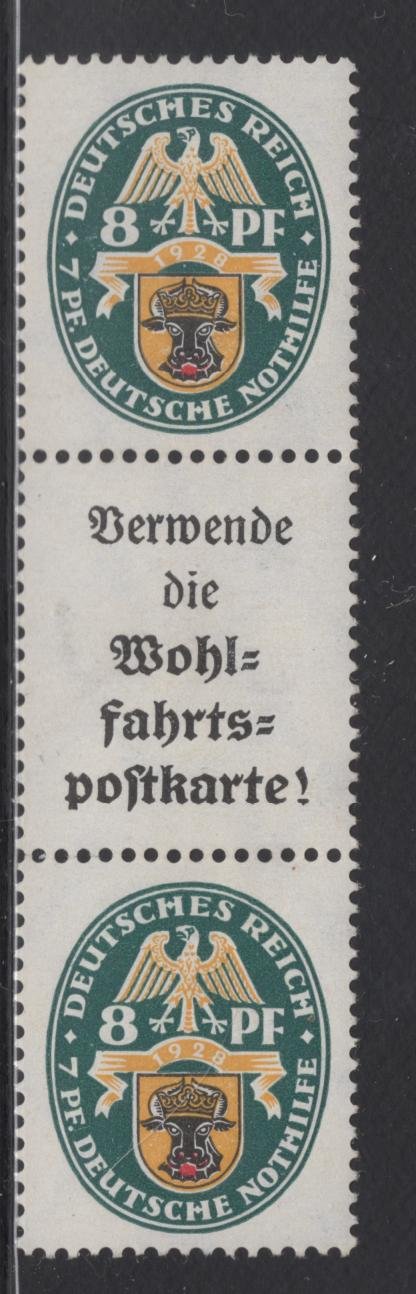 DEUTSCHES REICH
8 PF
1928
7 PF. DEUTSCHE NOTHILFE
Verwende
die
Wohl=
fahrts=
poſtkarte!
DEUTSCHES REICH
8 PF
1928
7 PF. DEUTSCHE NOTHILFE